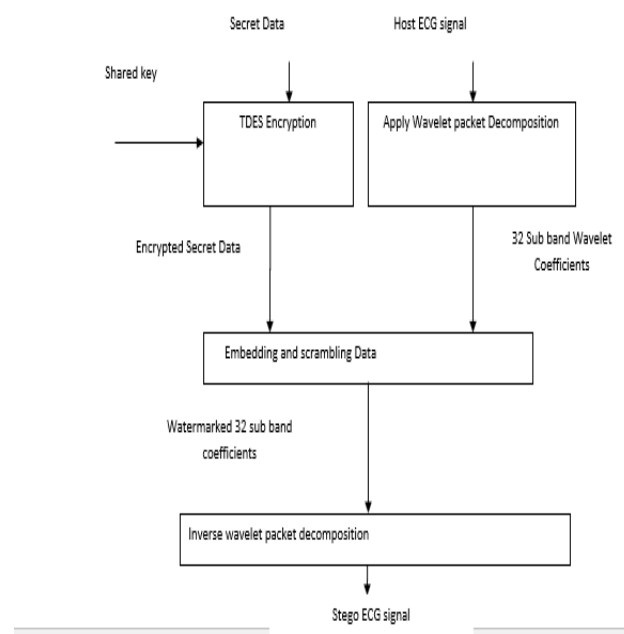 Secret Data
Host ECG signal
Shared key
TDES Encryption
Apply Wavelet packet Decomposition
Encrypted Secret Data
32 Sub band Wavelet
Coefficients
Embedding and scrambling Data
Watermarked 32 sub band
coefficients
Inverse wavelet packet decomposition
Stego ECG signal